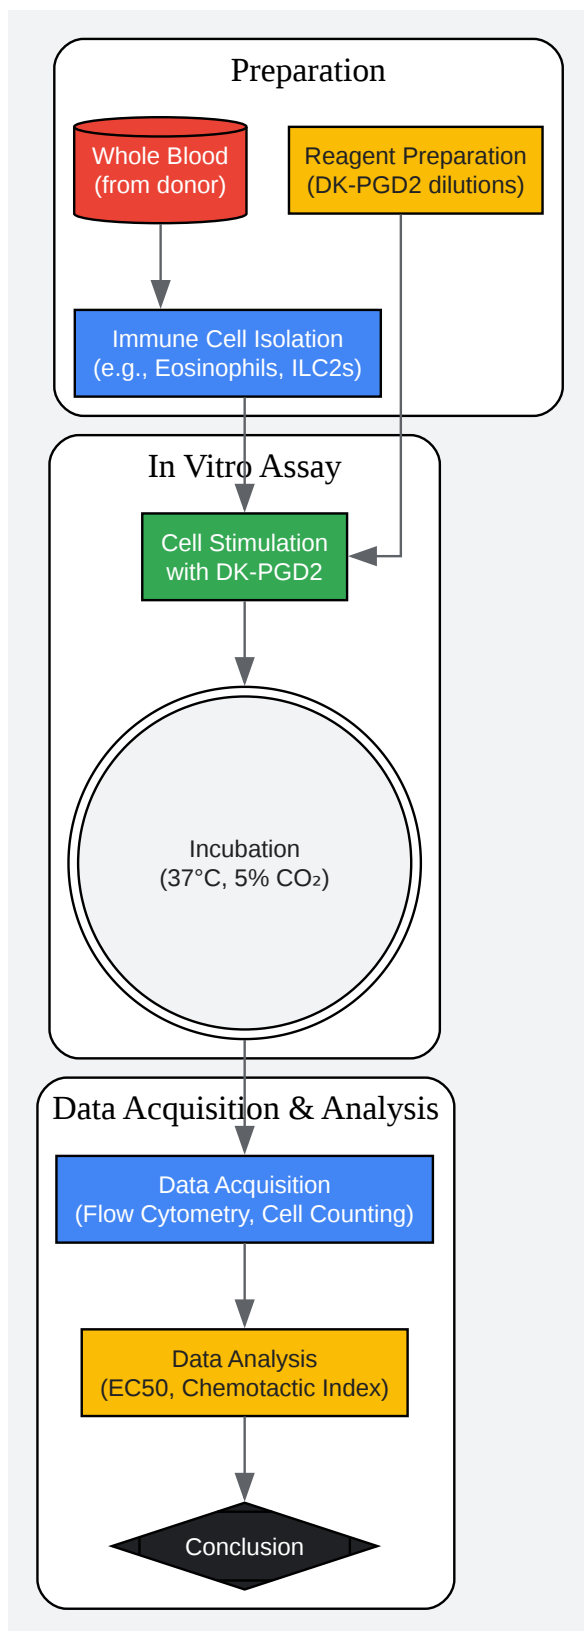 Preparation
Whole Blood
(from donor)
Reagent Preparation
(DK-PGD2 dilutions)
Immune Cell Isolation
(e.g., Eosinophils, ILC2s)
In Vitro Assay
Cell Stimulation
with DK-PGD2
Incubation
(37°C, 5% CO₂)
Data Acquisition & Analysis
Data Acquisition
(Flow Cytometry, Cell Counting)
Data Analysis
(EC50, Chemotactic Index)
Conclusion